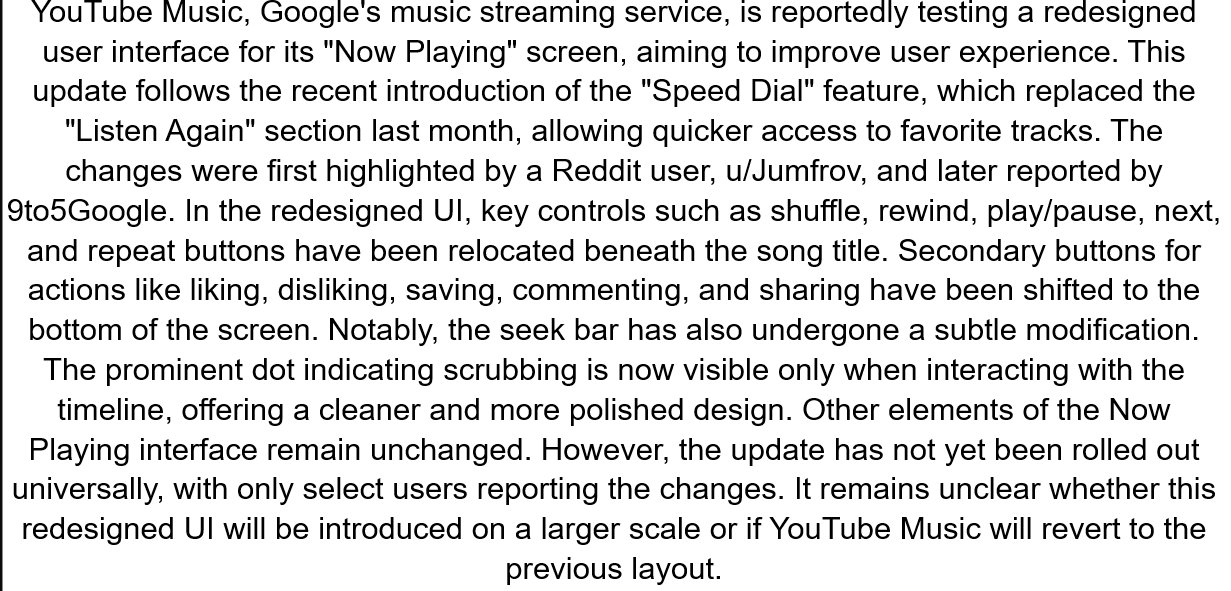 YouTube Music, Google's music streaming service, is reportedly testing a redesigned
user interface for its "Now Playing" screen, aiming to improve user experience. This
update follows the recent introduction of the "Speed Dial" feature, which replaced the
"Listen Again" section last month, allowing quicker access to favorite tracks. The
changes were first highlighted by a Reddit user, u/Jumfrov, and later reported by
9to5Google. In the redesigned UI, key controls such as shuffle, rewind, play/pause, next,
and repeat buttons have been relocated beneath the song title. Secondary buttons for
actions like liking, disliking, saving, commenting, and sharing have been shifted to the
bottom of the screen. Notably, the seek bar has also undergone a subtle modification.
The prominent dot indicating scrubbing is now visible only when interacting with the
timeline, offering a cleaner and more polished design. Other elements of the Now
Playing interface remain unchanged. However, the update has not yet been rolled out
universally, with only select users reporting the changes. It remains unclear whether this
redesigned UI will be introduced on a larger scale or if YouTube Music will revert to the
previous layout.